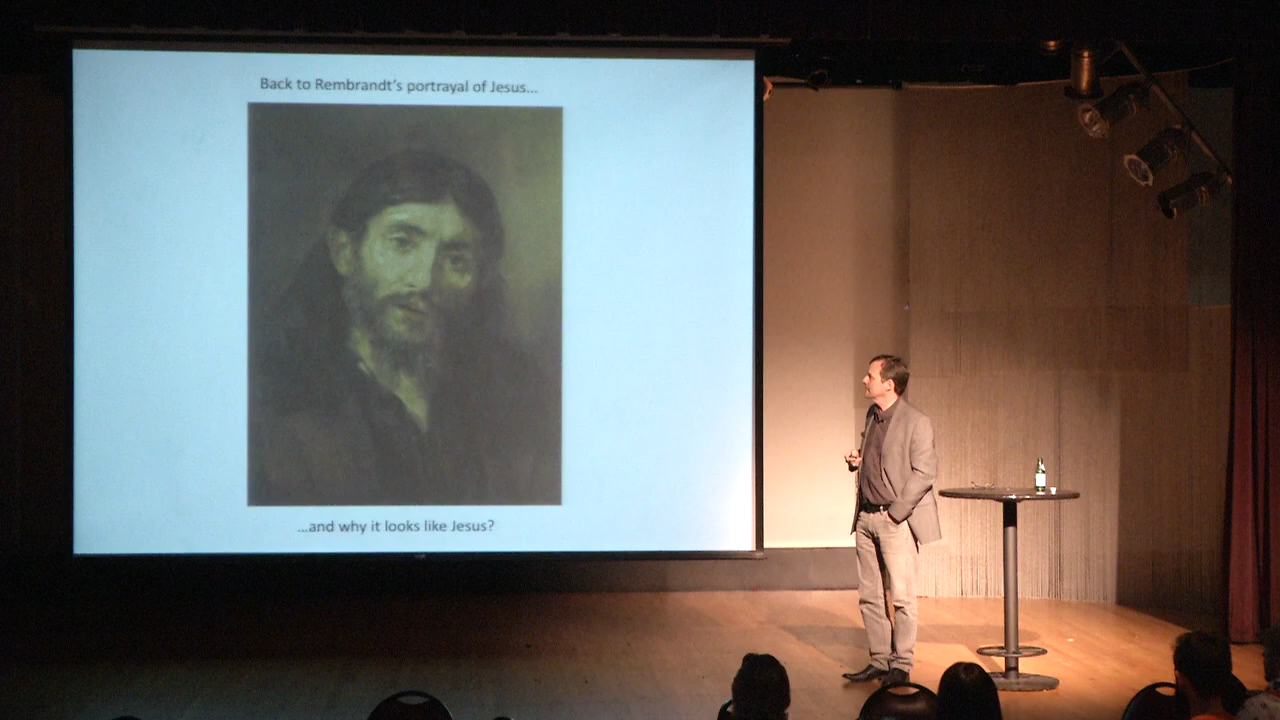 Back to Rembrandt's portrayal of Jesus...
...and why it looks like Jesus?